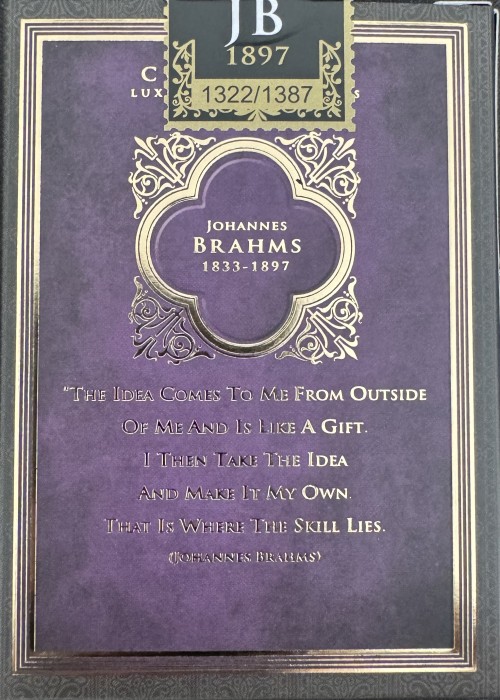 JB
1897
1322/1387
C
LUX
S
JOHANNES
BRAHMS
1833-1897
"THE IDEA COMES TO ME FROM OUTSIDE
OF ME AND IS LIKE A GIFT.
I THEN TAKE THE IDEA
AND MAKE IT MY OWN.
THAT IS WHERE THE SKILL LIES.
(JOHANNES BRAHMS)